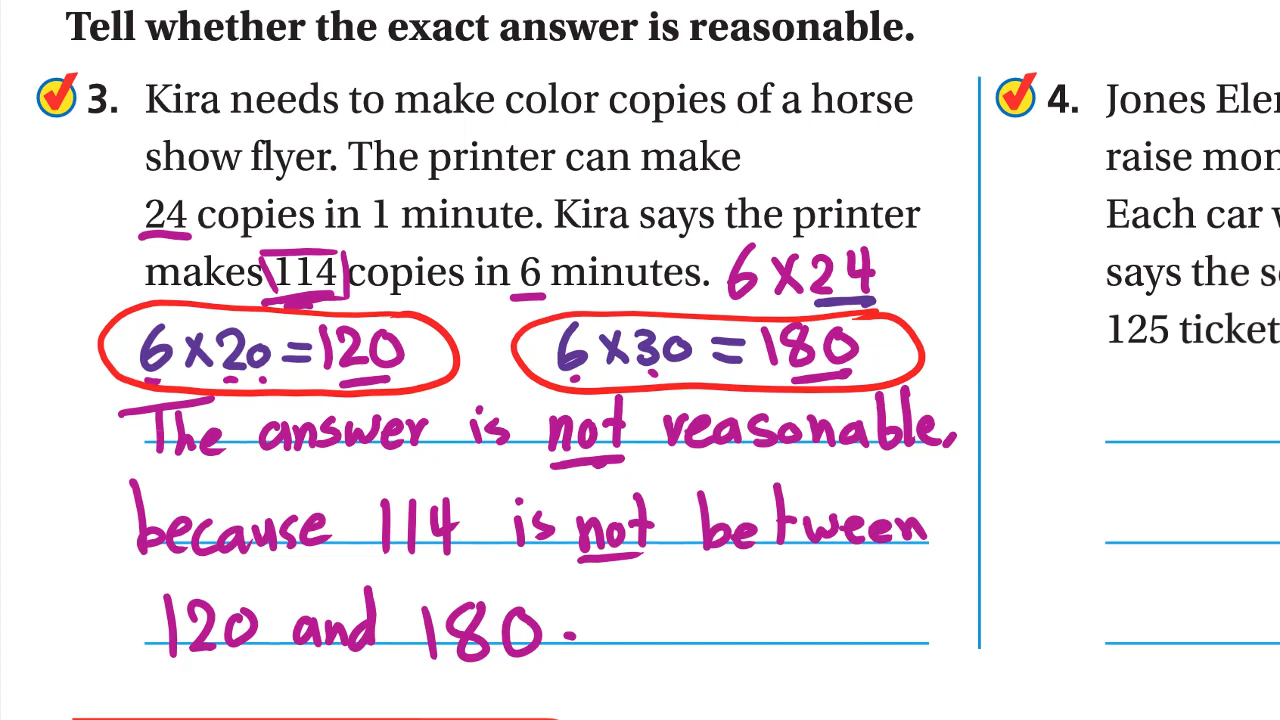 Tell whether the exact answer is reasonable.
3. Kira needs to make color copies of a horse
show flyer. The printer can make
24 copies in 1 minute. Kira says the printer
makes 114 copies in 6 minutes. 6 X 24
6 X 20 = 120 6 X 30 = 180
The answer is not reasonable,
because 114 is not between
120 and 180.
4. Jones Ele
raise mon
Each car w
says the s
125 ticket